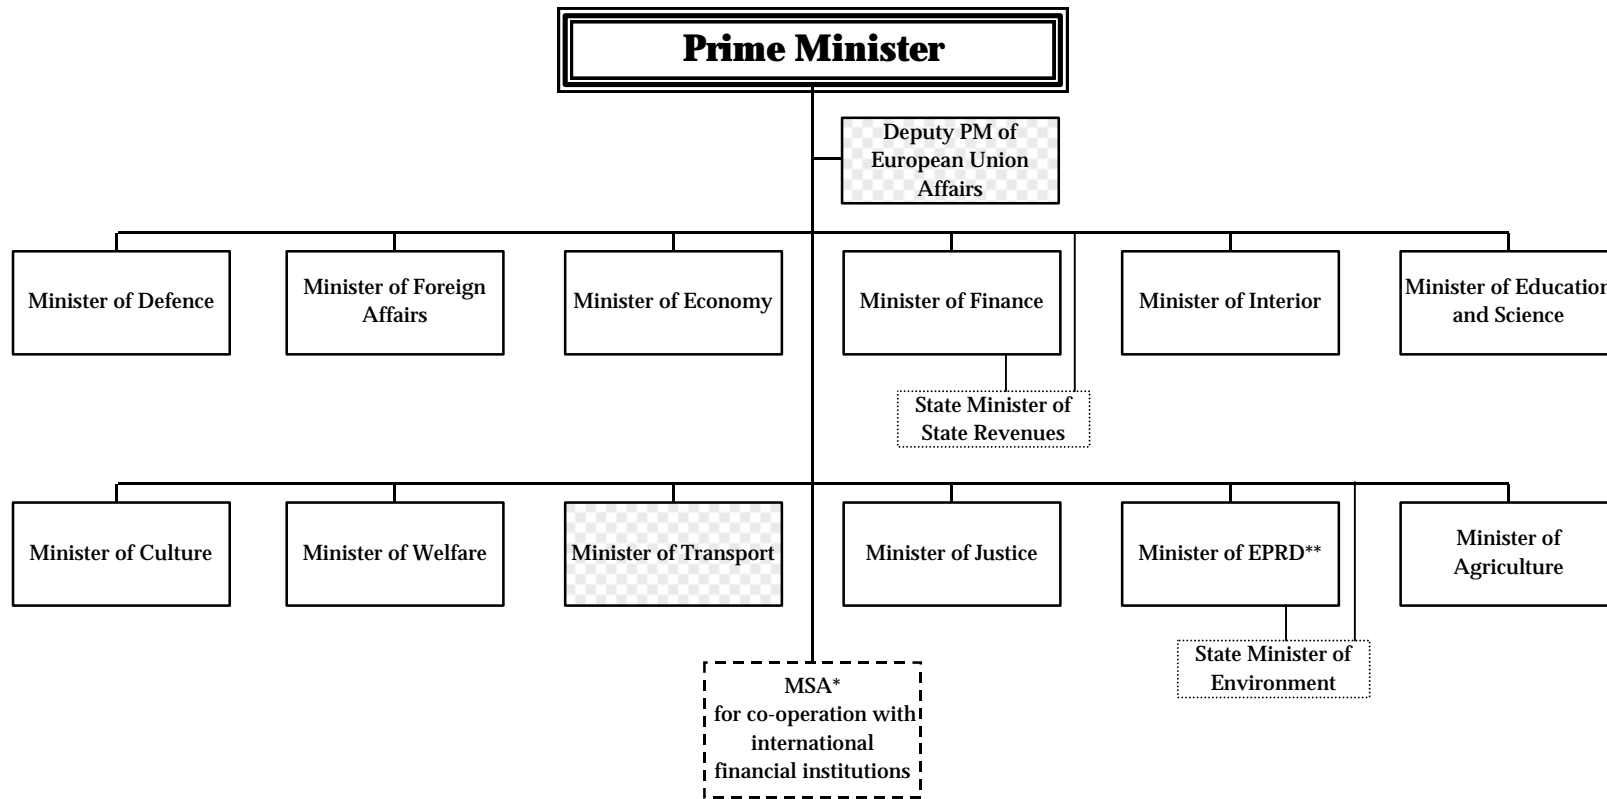 Prime Minister
Deputy PM of
European Union
Affairs
Minister of Defence
Minister of Foreign
Affairs
Minister of Economy
Minister of Finance
Minister of Interior
Minister of Education
and Science
State Minister of
State Revenues
Minister of Culture
Minister of Welfare
Minister of Transport
Minister of Justice
Minister of EPRD**
Minister of
Agriculture
State Minister of
Environment
MSA*
for co-operation with
international
financial institutions